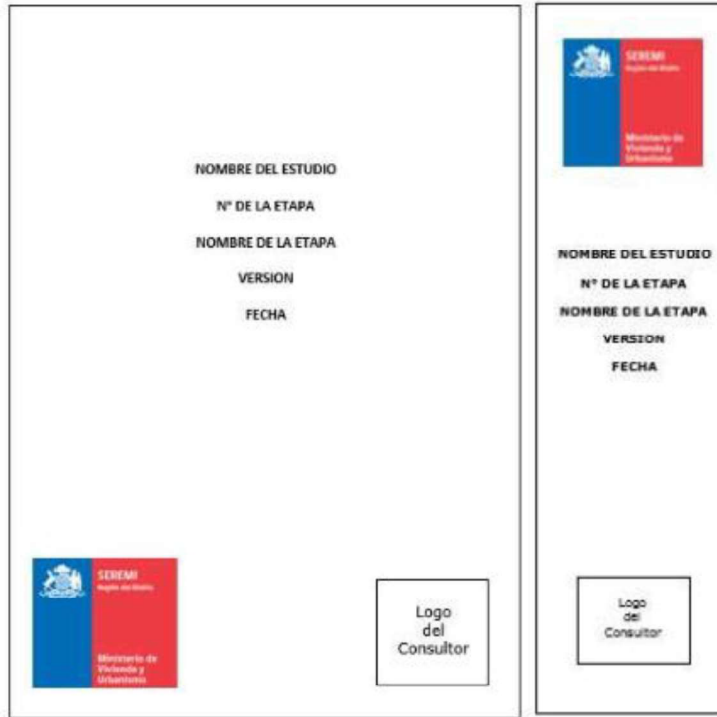 NOMBRE DEL ESTUDIO
N° DE LA ETAPA
NOMBRE DE LA ETAPA
VERSION
FECHA
SEREMI
Ministerio de
Vivienda y
Urbanismo
Logo
del
Consultor
SEREMI
Ministerio de
Vivienda y
Urbanismo
NOMBRE DEL ESTUDIO
N° DE LA ETAPA
NOMBRE DE LA ETAPA
VERSION
FECHA
Logo
del
Consultor